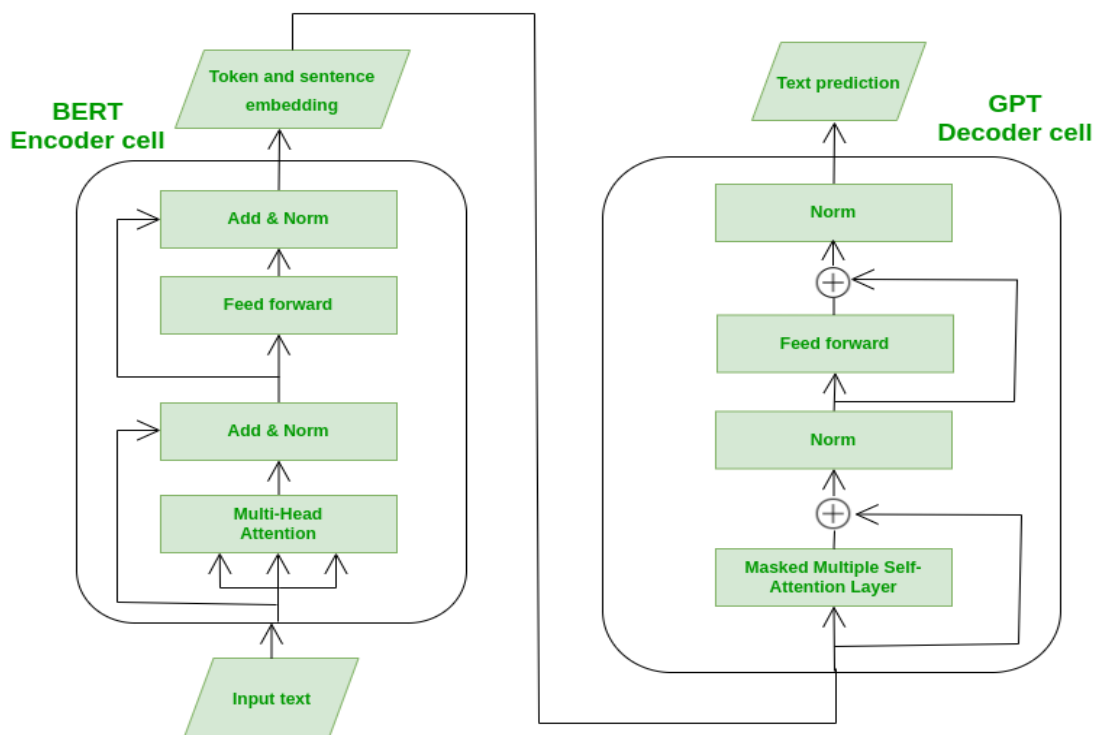 BERT
Encoder cell
Token and sentence
embedding
Add & Norm
Feed forward
Add & Norm
Multi-Head
Attention
Input text
GPT
Decoder cell
Text prediction
Norm
Feed forward
Norm
Masked Multiple Self-
Attention Layer